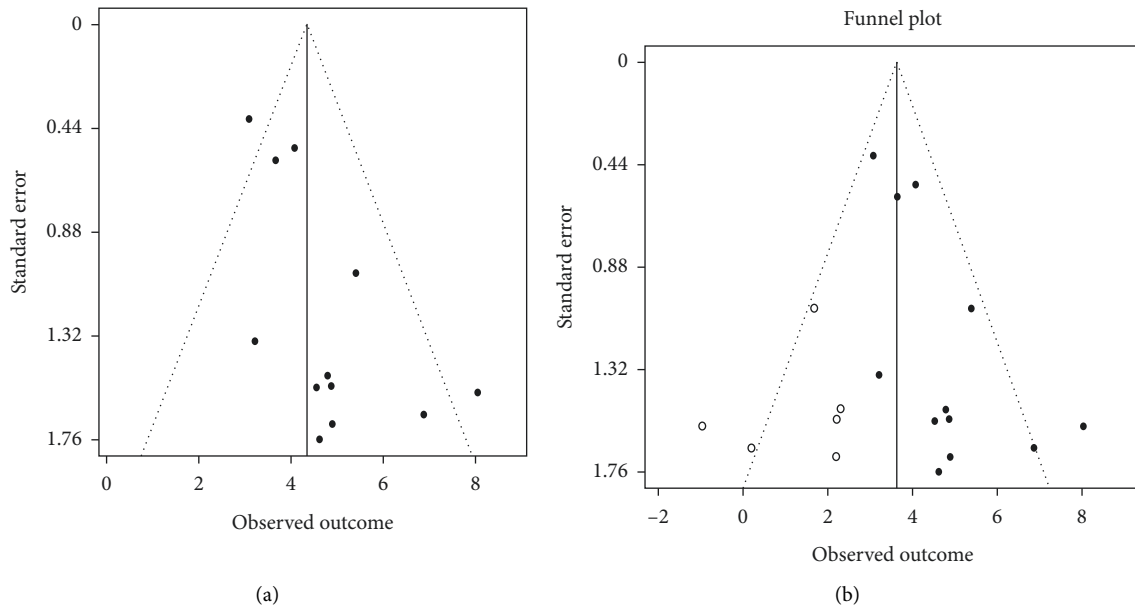 0
0.44
0.88
1.32
1.76
Standard error
0 2 4 6 8
Observed outcome
(a)
Funnel plot
0
0.44
0.88
1.32
1.76
Standard error
−2 0 2 4 6 8
Observed outcome
(b)